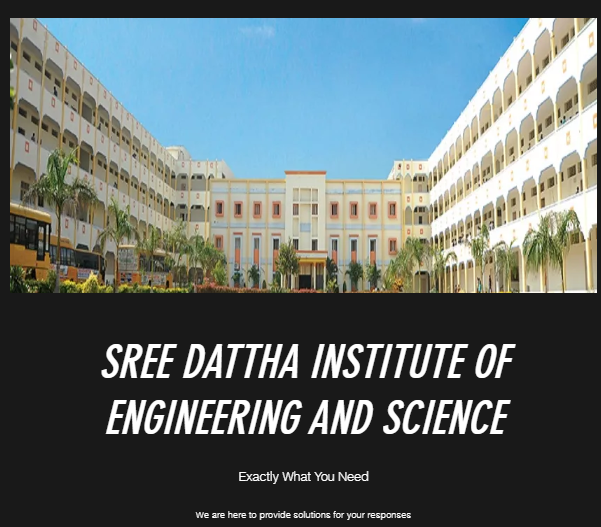 SREE DATTHA INSTITUTE OF
ENGINEERING AND SCIENCE
Exactly What You Need
We are here to provide solutions for your responses